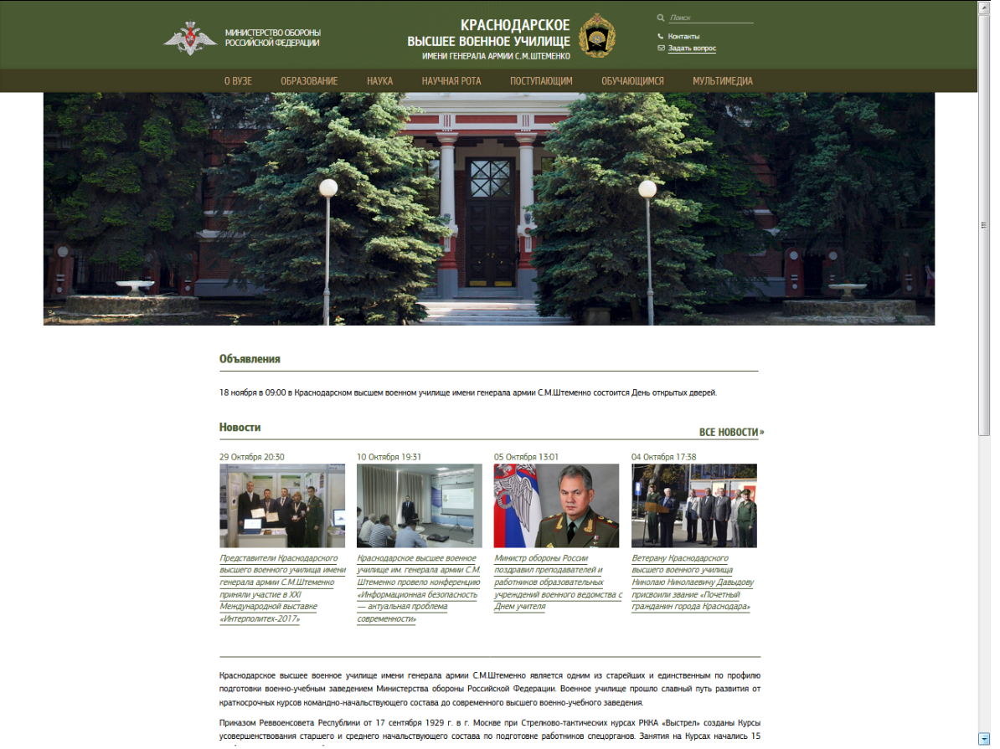 МИНИСТЕРСТВО ОБОРОНЫ
РОССИЙСКОЙ ФЕДЕРАЦИИ
КРАСНОДАРСКОЕ
ВЫСШЕЕ ВОЕННОЕ УЧИЛИЩЕ
ИМЕНИ ГЕНЕРАЛА АРМИИ С.М.ШТЕМЕНКО
Поиск
Контакты
Задать вопрос
О ВУЗЕ ОБРАЗОВАНИЕ НАУКА НАУЧНАЯ РОТА ПОСТУПАЮЩИМ ОБУЧАЮЩИМСЯ МУЛЬТИМЕДИА
Объявления
18 ноября в 09:00 в Краснодарском высшем военном училище имени генерала армии С.М.Штеменко состоится День открытых дверей.
Новости
ВСЕ НОВОСТИ »
29 Октября 20:30
Представители Краснодарского
высшего военного училища имени
генерала армии С.М.Штеменко
приняли участие в XXI
Международной выставке
«Интерполитех-2017»
10 Октября 19:31
Краснодарское высшее военное
училище им. генерала армии С.М.
Штеменко провело конференцию
«Информационная безопасность
— актуальная проблема
современности»
05 Октября 13:01
Министр обороны России
поздравил преподавателей и
работников образовательных
учреждений военного ведомства с
Днем учителя
04 Октября 17:38
Ветерану Краснодарского
высшего военного училища
Николаю Николаевичу Давыдову
присвоили звание «Почетный
гражданин города Краснодара»
Краснодарское высшее военное училище имени генерала армии С.М.Штеменко является одним из старейших и единственным по профилю
подготовки военно-учебным заведением Министерства обороны Российской Федерации. Военное училище прошло славный путь развития от
краткосрочных курсов командно-начальствующего состава до современного высшего военно-учебного заведения.
Приказом Реввоенсовета Республики от 17 сентября 1929 г. в г. Москве при Стрелково-тактических курсах РККА «Выстрел» созданы Курсы
усовершенствования старшего и среднего начальствующего состава по подготовке работников спецорганов. Занятия на Курсах начались 15